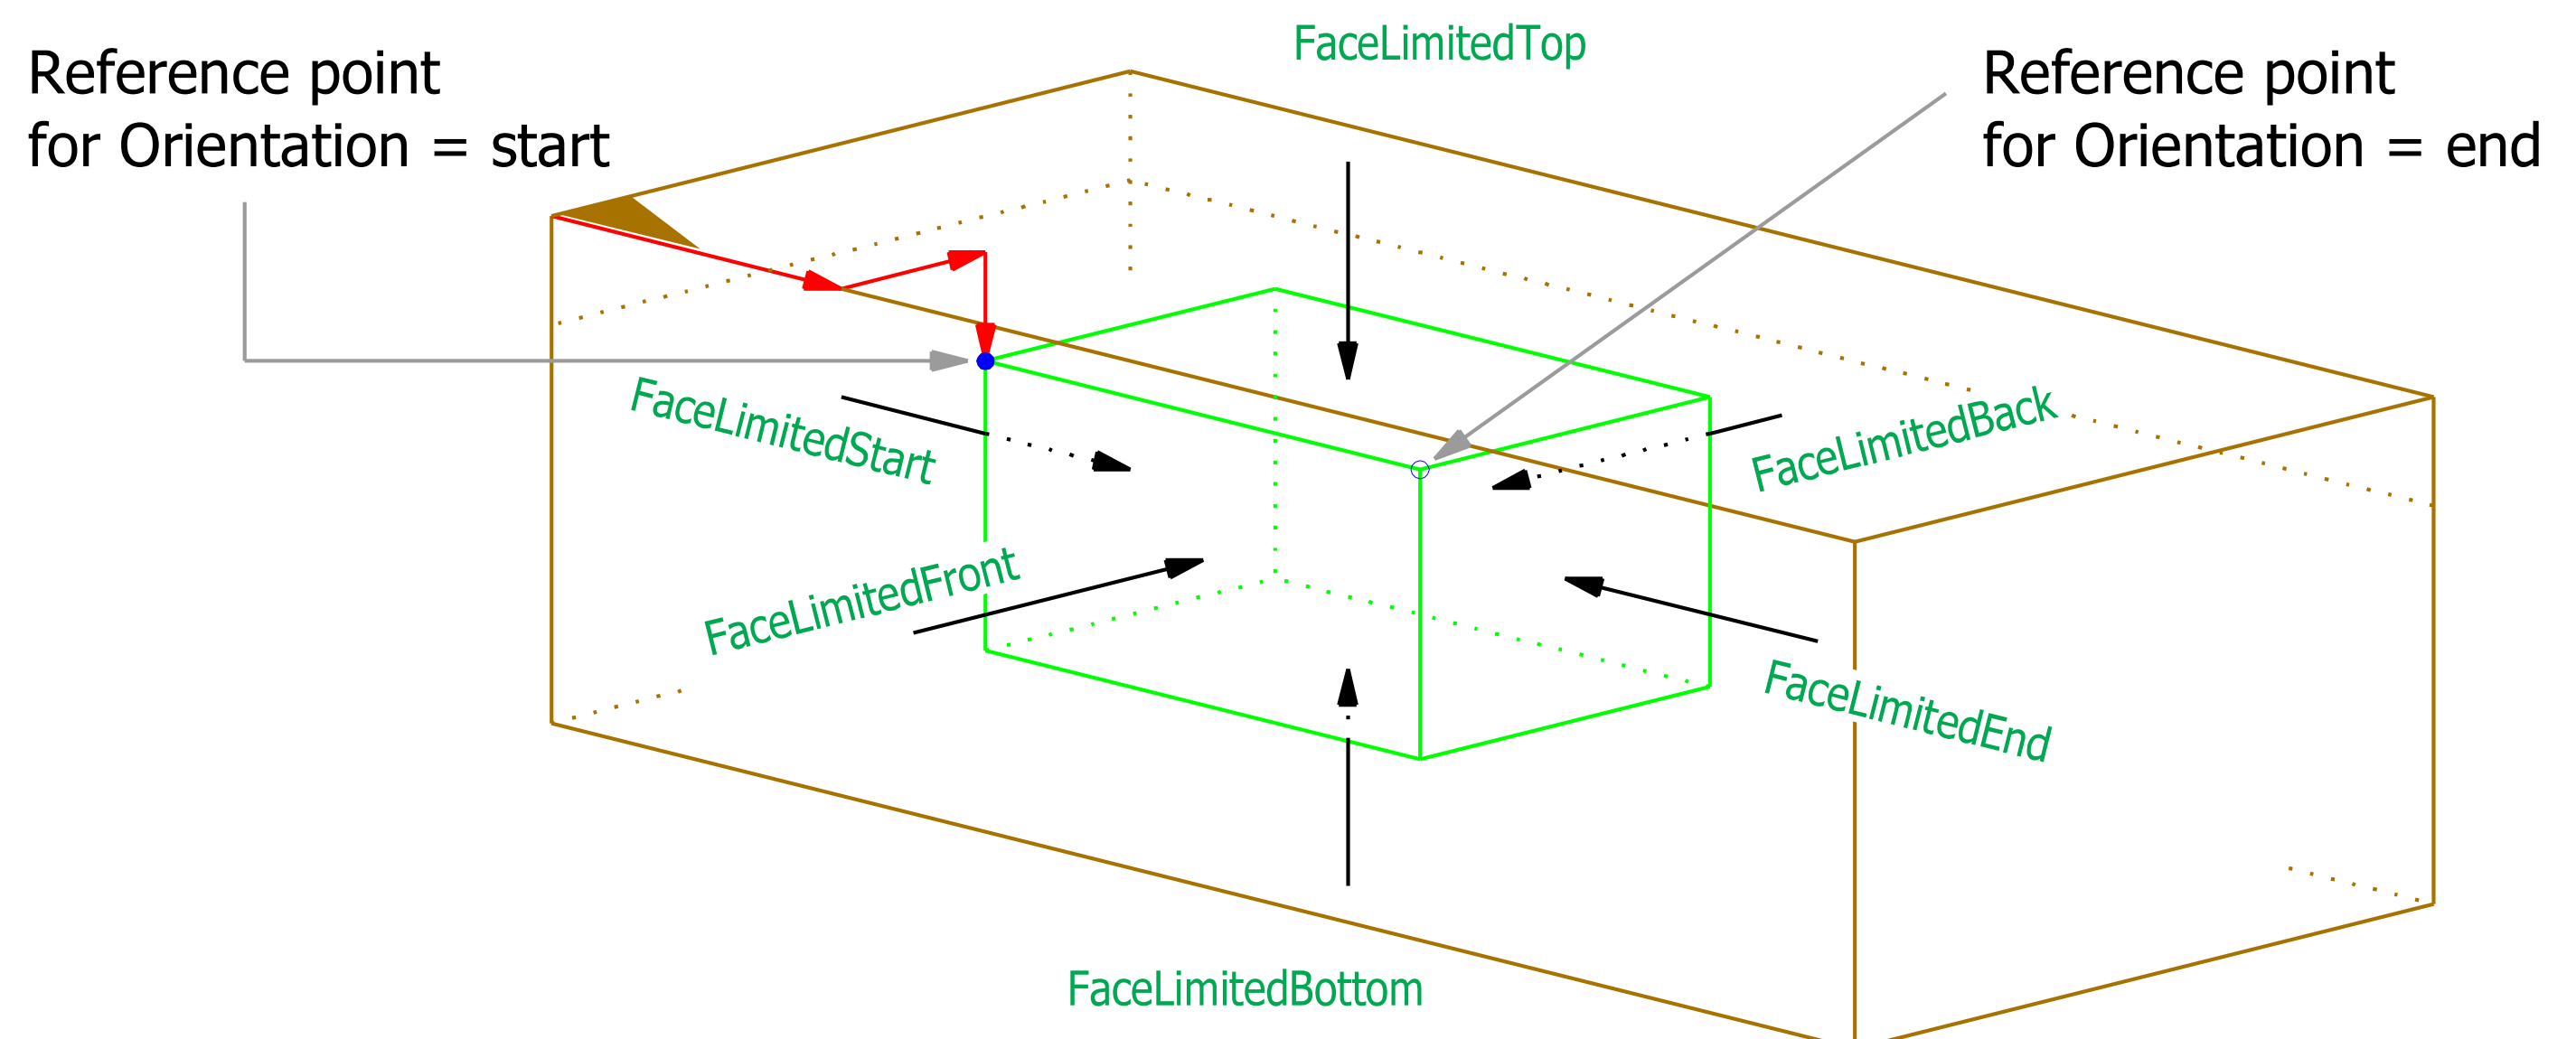 FaceLimitedTop
Reference point
for Orientation = start
Reference point
for Orientation = end
FaceLimitedStart
FaceLimitedBack
FaceLimitedFront
FaceLimitedEnd
FaceLimitedBottom